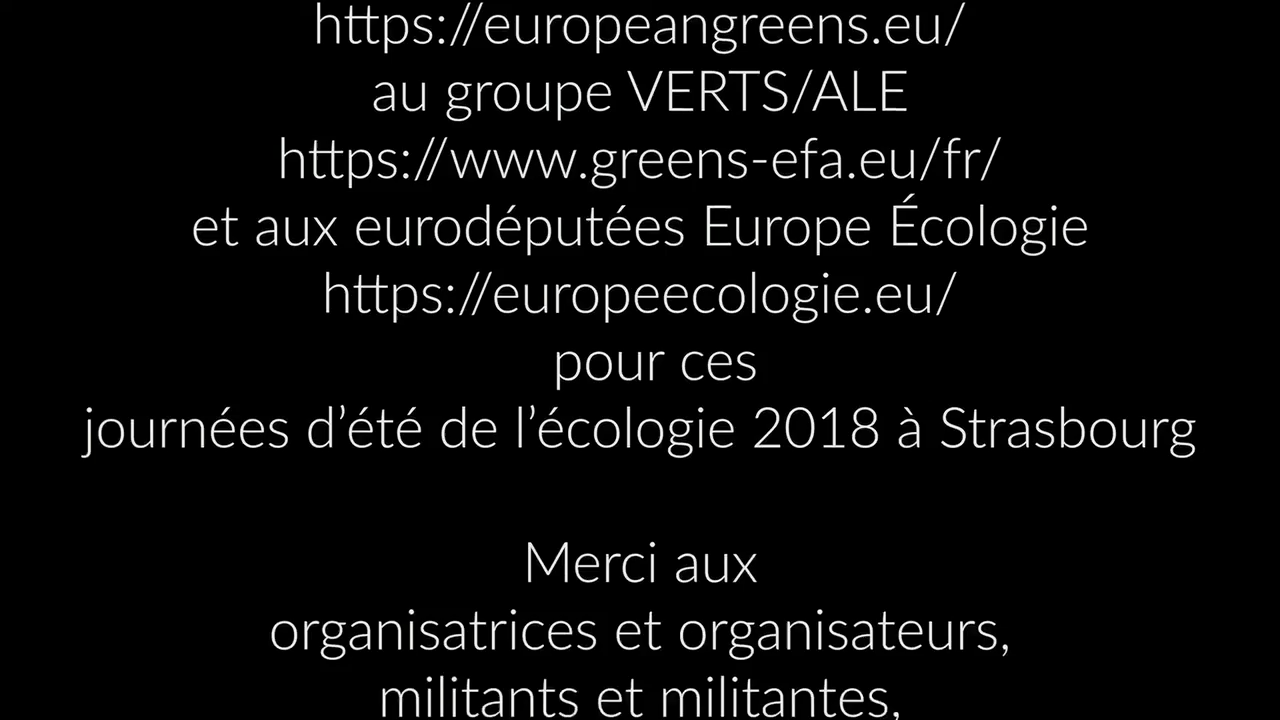 https://europeangreens.eu/
au groupe VERTS/ALE
https://www.greens-efa.eu/fr/
et aux eurodéputées Europe Écologie
https://europeecologie.eu/
pour ces
journées d’été de l’écologie 2018 à Strasbourg
Merci aux
organisatrices et organisateurs,
militants et militantes,